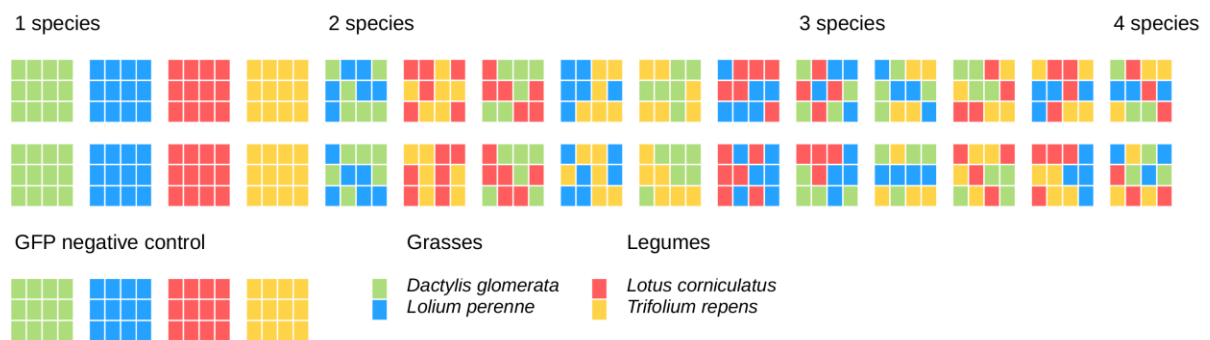 1 species
2 species
3 species
4 species
GFP negative control
Grasses
Legumes
Dactylis glomerata
Lotus corniculatus
Lolium perenne
Trifolium repens